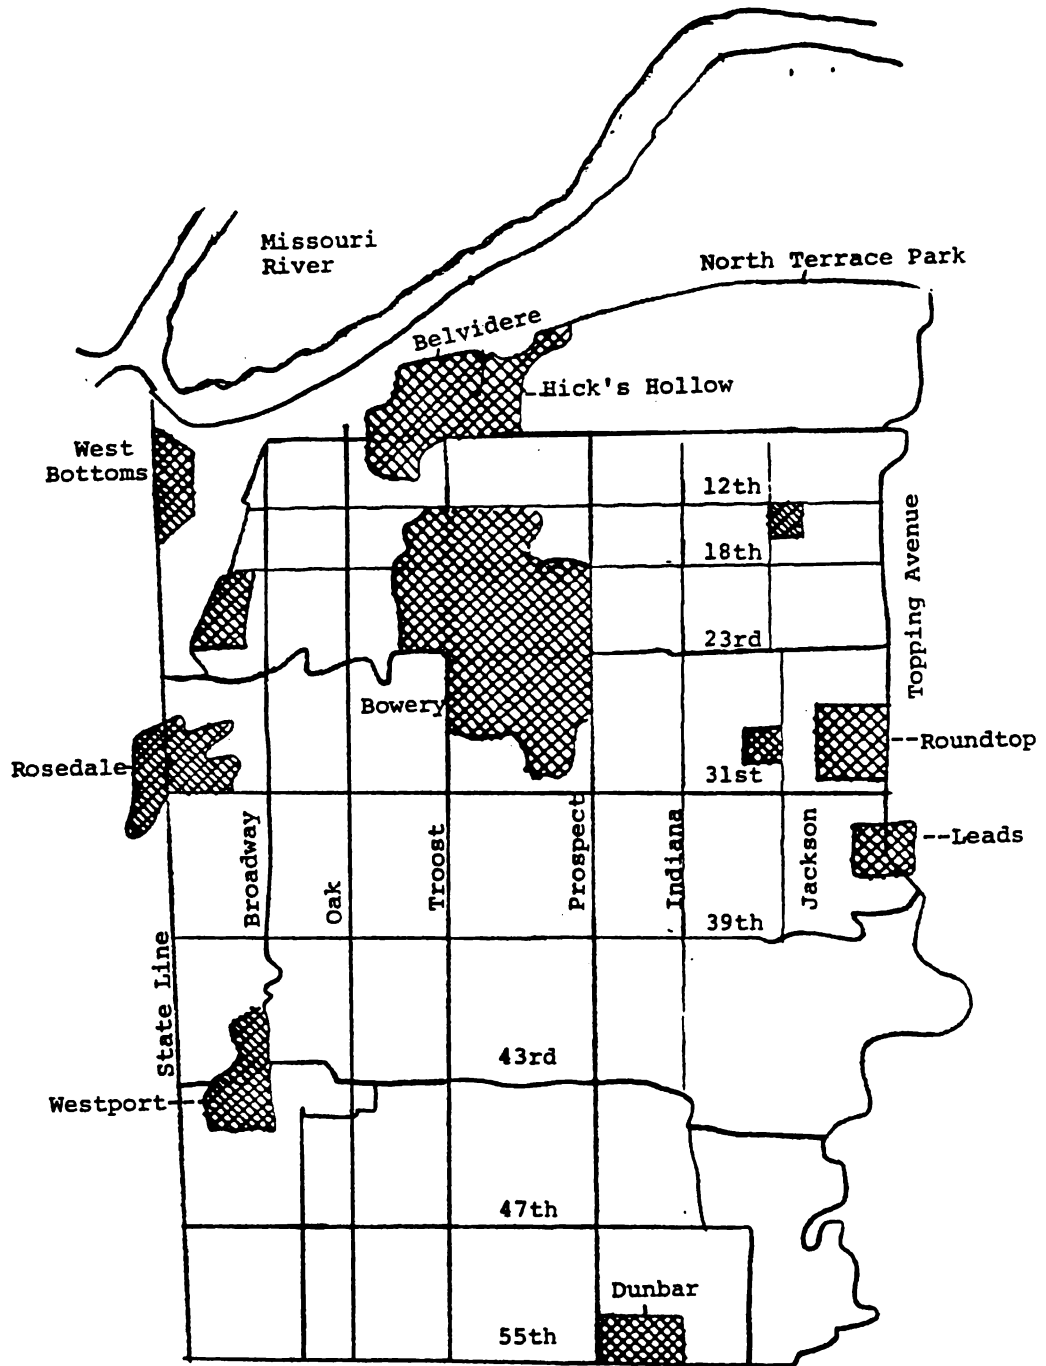 Missouri
River
North Terrace Park
Belvidere
Hick's Hollow
West
Bottoms
12th
18th
Topping Avenue
23rd
Bowery
Roundtop
Rosedale
31st
Leads
Broadway
Oak
Troost
Prospect
Indiana
Jackson
39th
State Line
43rd
Westport
47th
Dunbar
55th